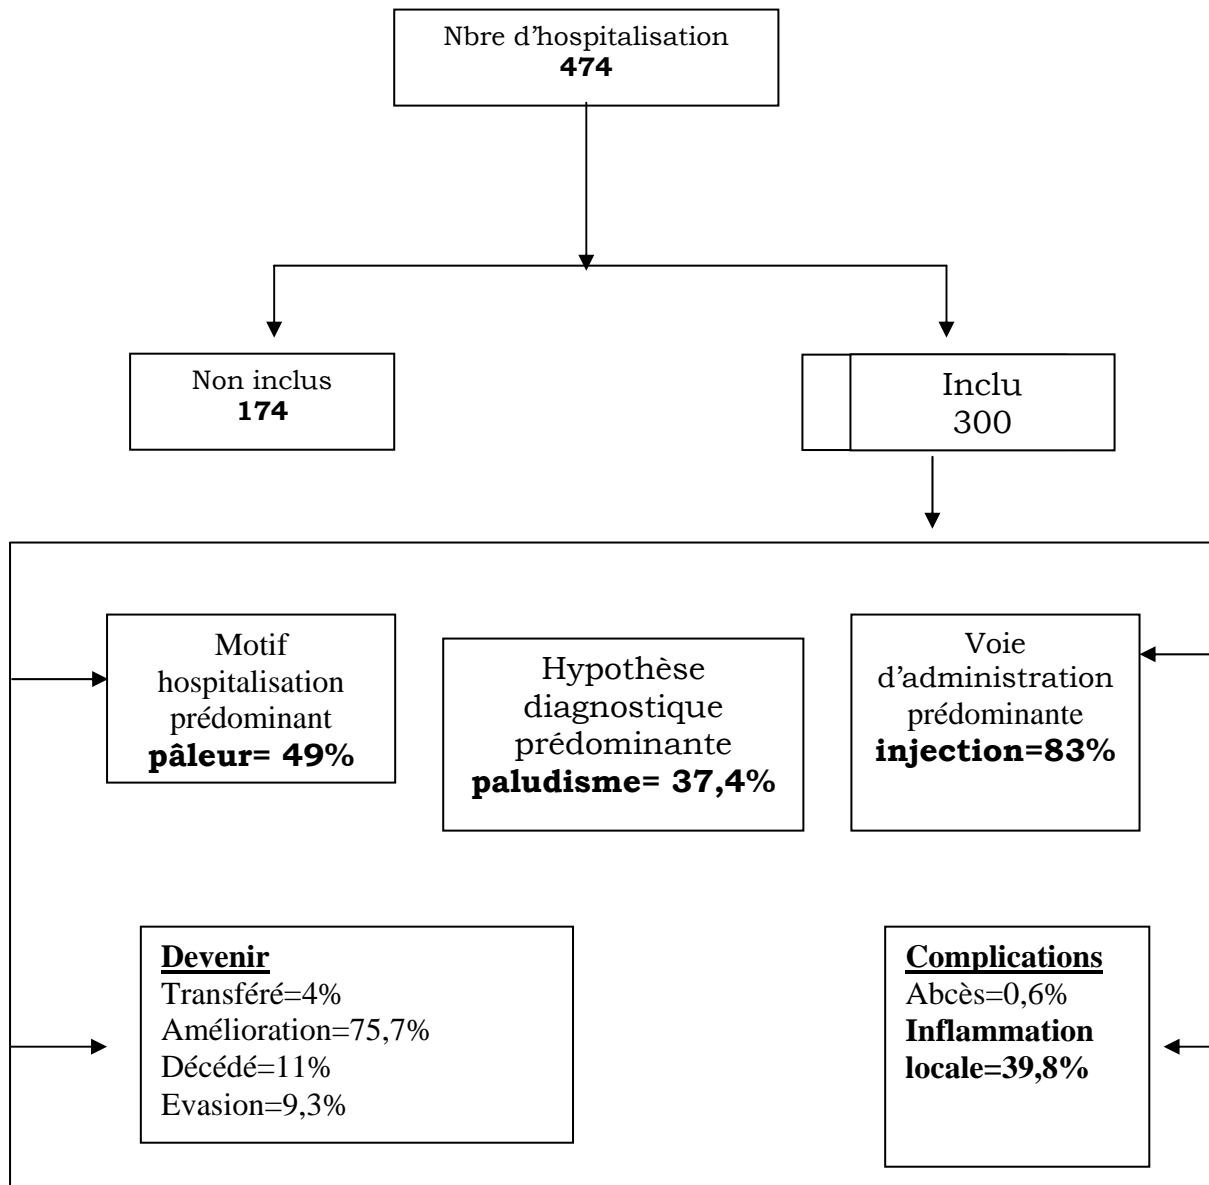 Nbre d’hospitalisation
474
Non inclus
174
Inclu
300
Motif
hospitalisation
prédominant
pâleur= 49%
Hypothèse
diagnostique
prédominante
paludisme= 37,4%
Voie
d’administration
prédominante
injection=83%
Devenir
Transféré=4%
Amélioration=75,7%
Décédé=11%
Evasion=9,3%
Complications
Abcès=0,6%
Inflammation
locale=39,8%